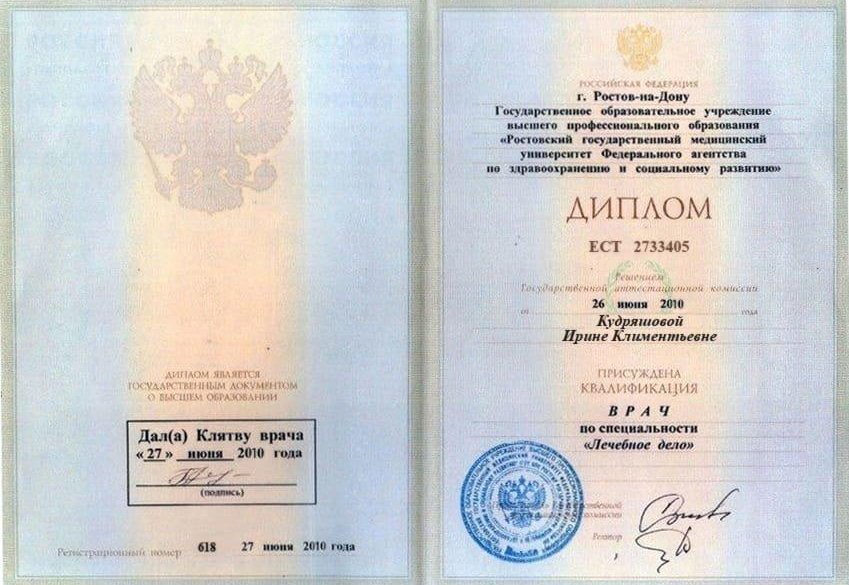 ДИПЛОМ ЯВЛЯЕТСЯ
ГОСУДАРСТВЕННЫМ ДОКУМЕНТОМ
О ВЫСШЕМ ОБРАЗОВАНИИ
Дал(а) Клятву врача
«27» июня 2010 года
(подпись)
Регистрационный номер 618 27 июня 2010 года
РОССИЙСКАЯ ФЕДЕРАЦИЯ
г. Ростов-на-Дону
Государственное образовательное учреждение
высшего профессионального образования
«Ростовский государственный медицинский
университет Федерального агентства
по здравоохранению и социальному развитию»
ДИПЛОМ
ЕСТ 2733405
Решением
Государственной аттестационной комиссии
от 26 июня 2010 года
Кудряшовой
Ирине Климентьевне
ПРИСУЖДЕНА
КВАЛИФИКАЦИЯ
ВРАЧ
по специальности
«Лечебное дело»
Государственной
комиссии
Ректор